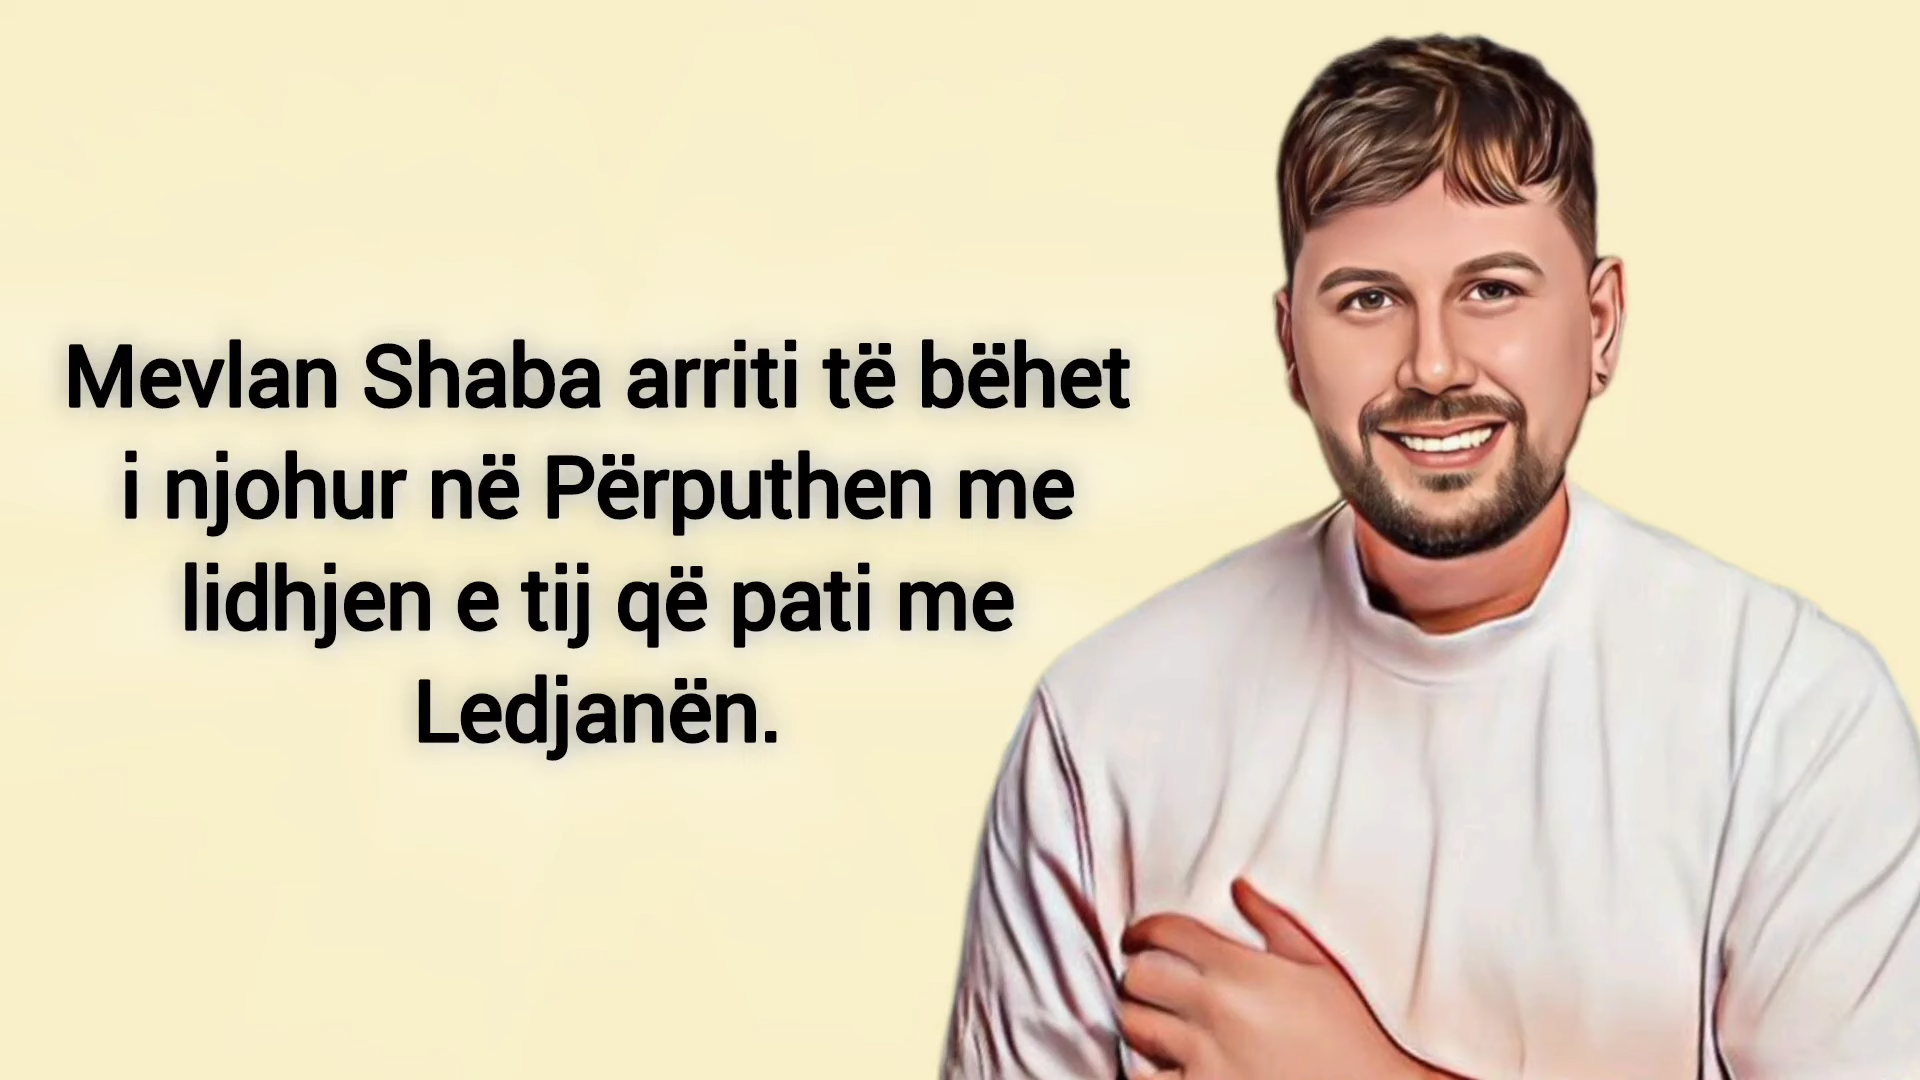 Mevlan Shaba arriti të bëhet
i njohur në Përputhen me
lidhjen e tij që pati me
Ledjanën.